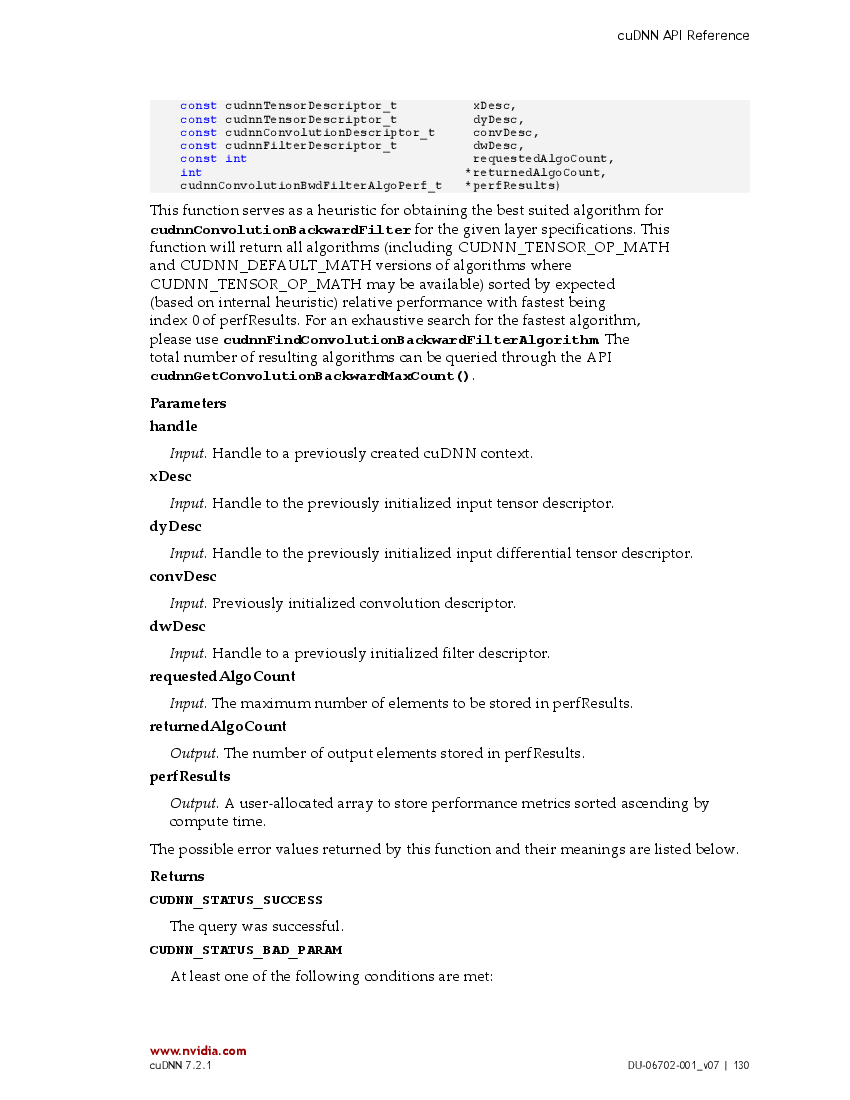 cuDNN API Reference
const cudnnTensorDescriptor_t xDesc,
const cudnnTensorDescriptor_t dyDesc,
const cudnnConvolutionDescriptor_t convDesc,
const cudnnFilterDescriptor_t dwDesc,
const int requestedAlgoCount,
int *returnedAlgoCount,
cudnnConvolutionBwdFilterAlgoPerf_t *perfResults)
This function serves as a heuristic for obtaining the best suited algorithm for
cudnnConvolutionBackwardFilter for the given layer specifications. This
function will return all algorithms (including CUDNN_TENSOR_OP_MATH
and CUDNN_DEFAULT_MATH versions of algorithms where
CUDNN_TENSOR_OP_MATH may be available) sorted by expected
(based on internal heuristic) relative performance with fastest being
index 0 of perfResults. For an exhaustive search for the fastest algorithm,
please use cudnnFindConvolutionBackwardFilterAlgorithm. The
total number of resulting algorithms can be queried through the API
cudnnGetConvolutionBackwardMaxCount().
Parameters
handle
Input. Handle to a previously created cuDNN context.
xDesc
Input. Handle to the previously initialized input tensor descriptor.
dyDesc
Input. Handle to the previously initialized input differential tensor descriptor.
convDesc
Input. Previously initialized convolution descriptor.
dwDesc
Input. Handle to a previously initialized filter descriptor.
requestedAlgoCount
Input. The maximum number of elements to be stored in perfResults.
returnedAlgoCount
Output. The number of output elements stored in perfResults.
perfResults
Output. A user-allocated array to store performance metrics sorted ascending by
compute time.
The possible error values returned by this function and their meanings are listed below.
Returns
CUDNN_STATUS_SUCCESS
The query was successful.
CUDNN_STATUS_BAD_PARAM
At least one of the following conditions are met:
www.nvidia.com
cuDNN 7.2.1 DU-06702-001_v07 | 130